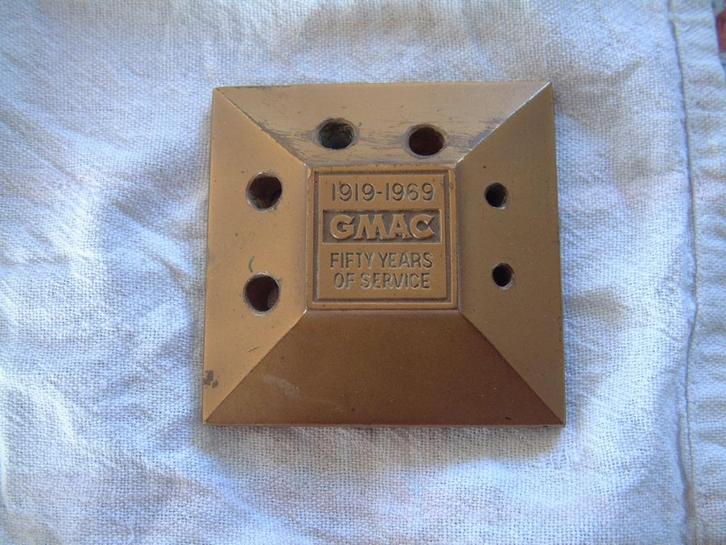 1919-1969
GMAC
FIFTY YEARS
OF SERVICE